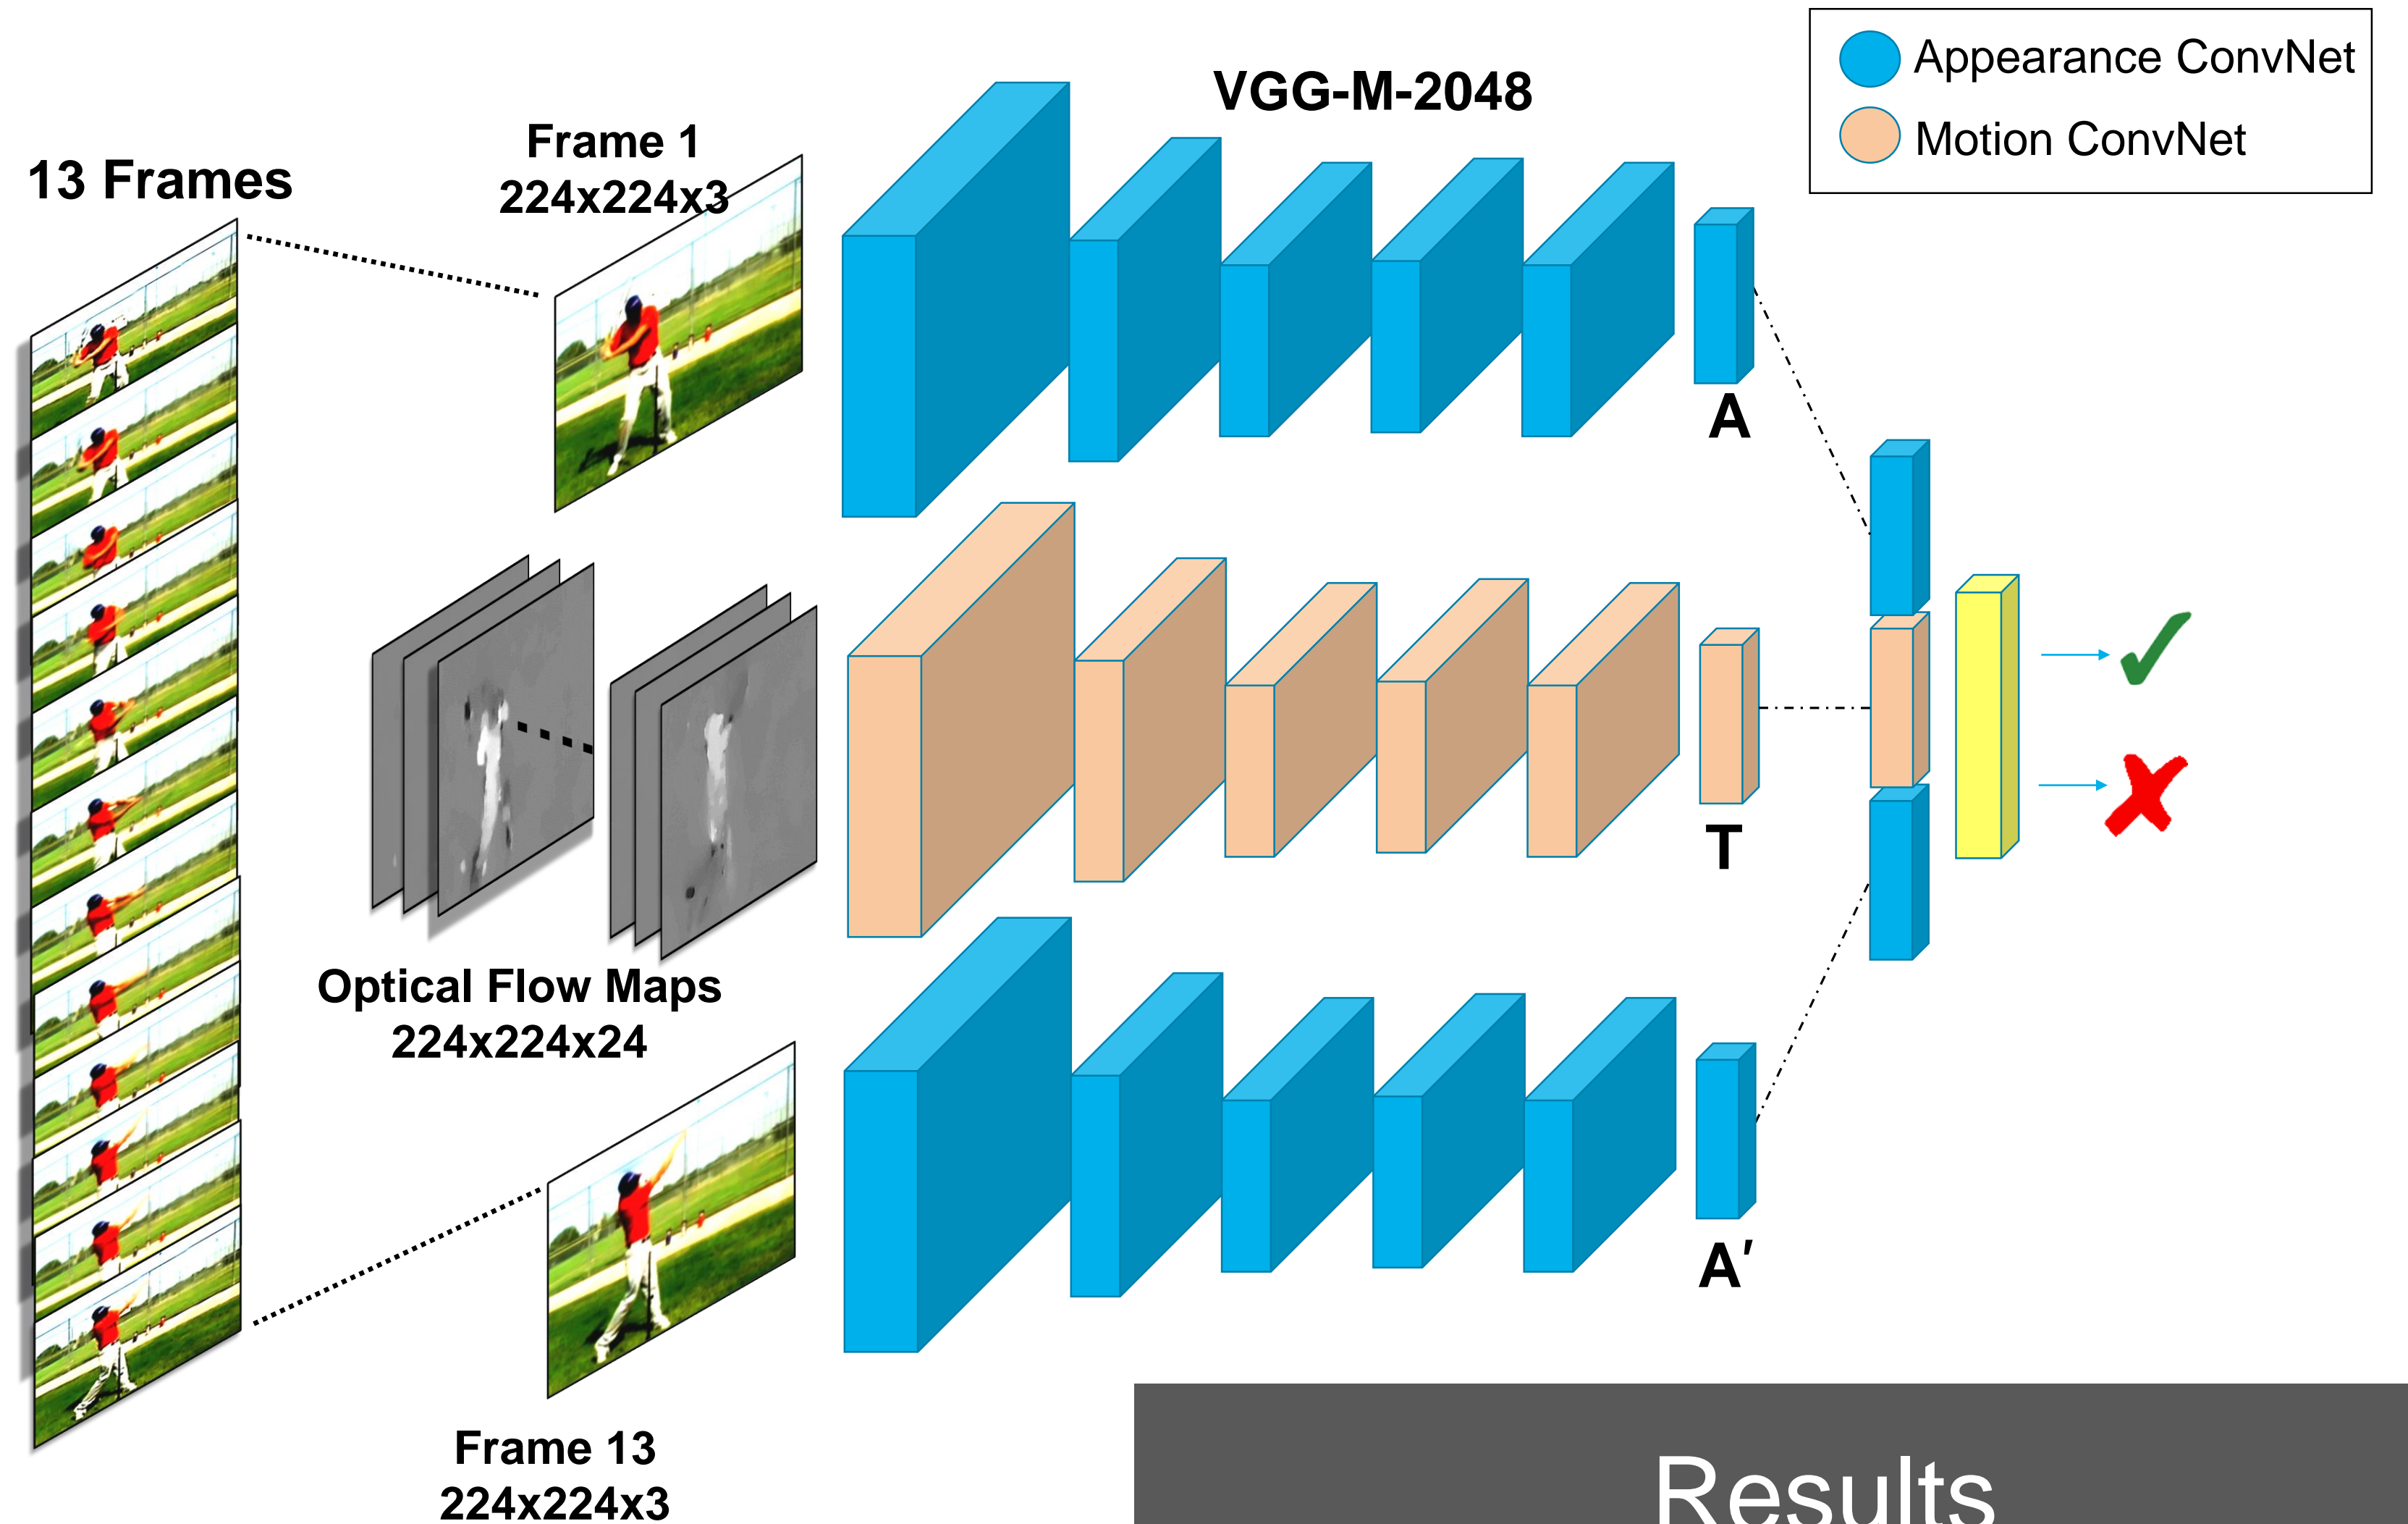 Appearance ConvNet
Motion ConvNet
VGG-M-2048
13 Frames
Frame 1
224x224x3
A
Optical Flow Maps
224x224x24
T
Frame 13
224x224x3
A′
Results